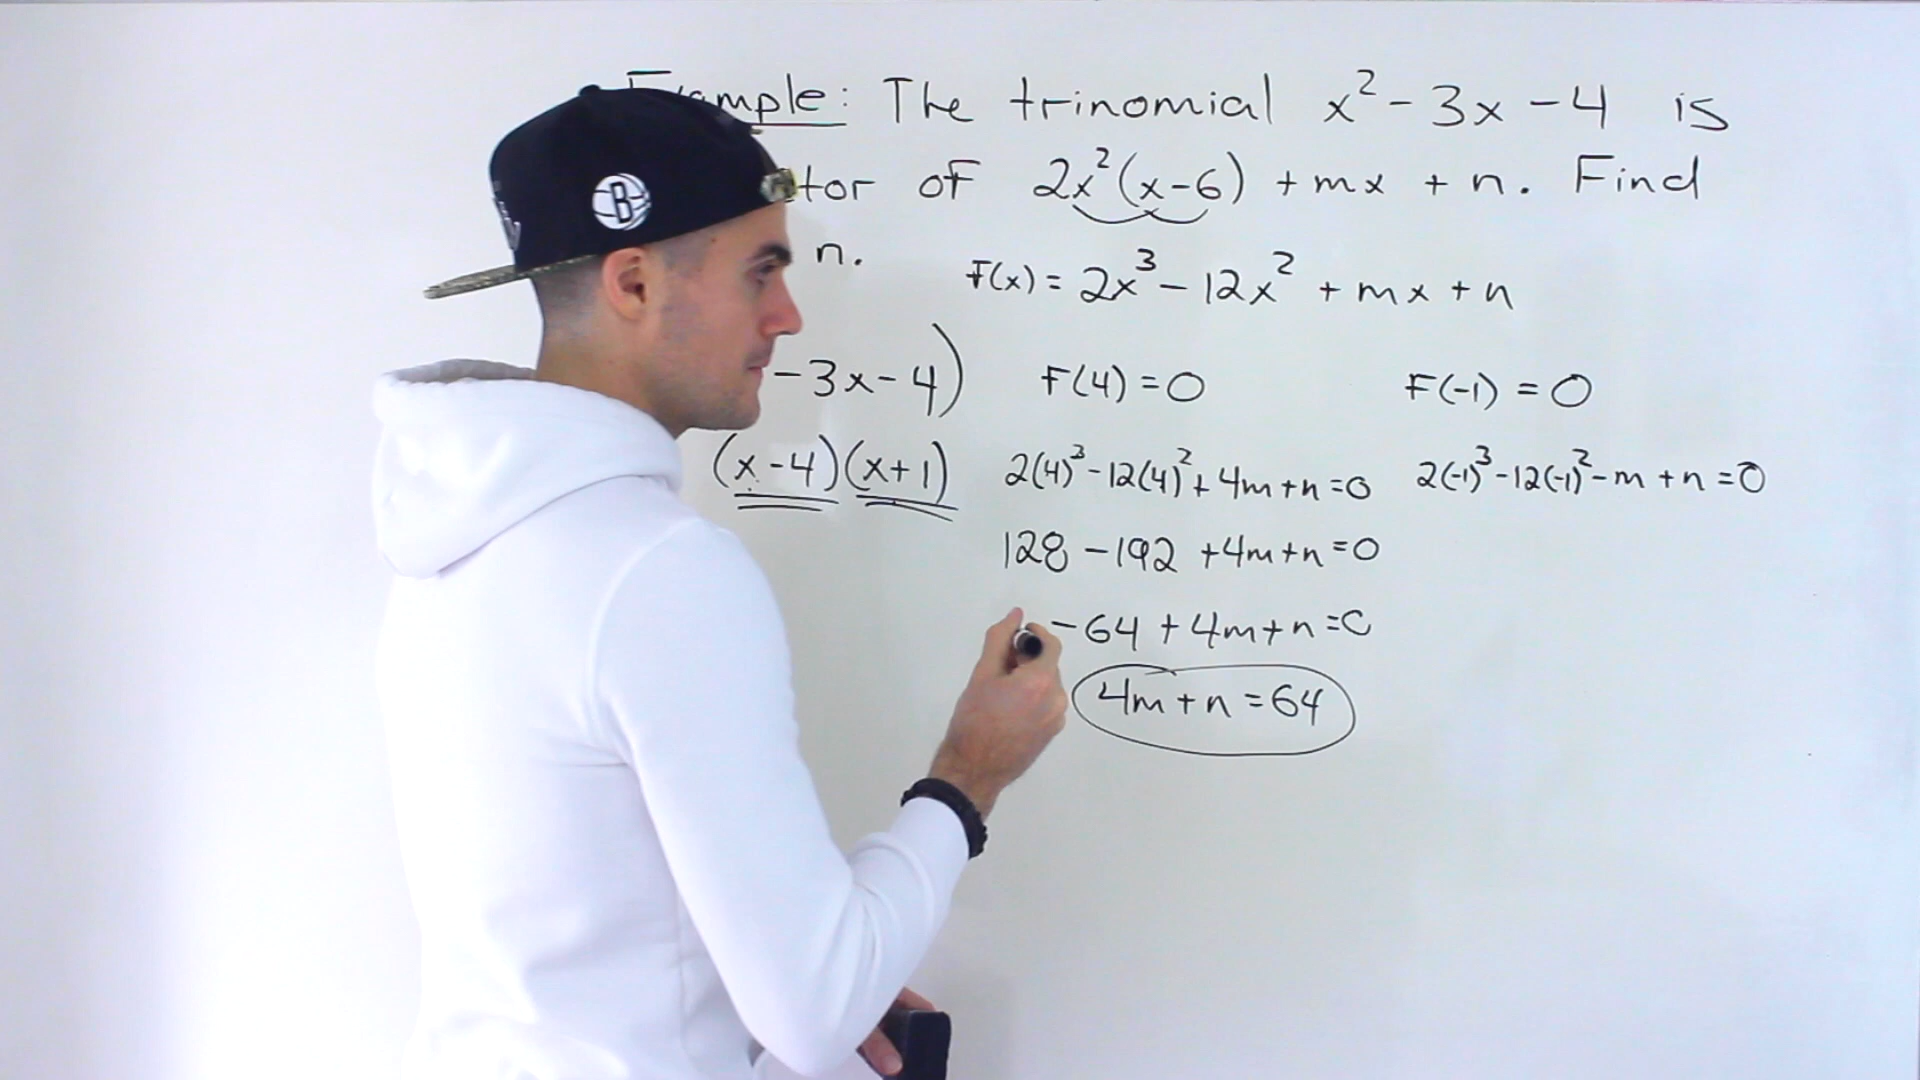 The trinomial x² - 3x - 4 is
of 2x²(x-6) + mx + n. Find
n.
F(x) = 2x³ - 12x² + mx + n
- 3x - 4) F(4) = 0 F(-1) = 0
(x-4)(x+1) 2(4)³ - 12(4)² + 4m + n = 0 2(-1)³ - 12(-1)² - m + n = 0
128 - 192 + 4m + n = 0
-64 + 4m + n = 0
4m + n = 64
B